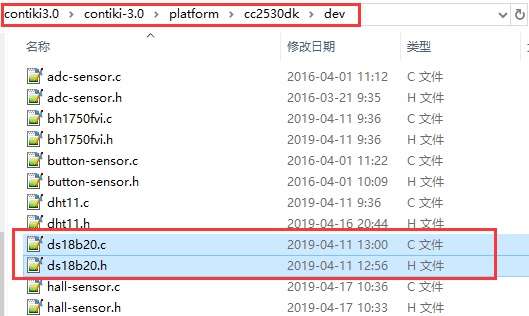 contiki3.0 › contiki-3.0 › platform › cc2530dk › dev
名称 修改日期 类型
adc-sensor.c 2016-04-01 11:12 C 文件
adc-sensor.h 2016-03-21 9:35 H 文件
bh1750fvi.c 2019-04-11 9:36 C 文件
bh1750fvi.h 2019-04-11 9:36 H 文件
button-sensor.c 2016-04-01 11:22 C 文件
button-sensor.h 2016-04-01 10:09 H 文件
dht11.c 2019-04-11 9:36 C 文件
dht11.h 2019-04-16 20:44 H 文件
ds18b20.c 2019-04-11 13:00 C 文件
ds18b20.h 2019-04-11 12:56 H 文件
hall-sensor.c 2019-04-17 10:36 C 文件
hall-sensor.h 2019-04-17 10:33 H 文件